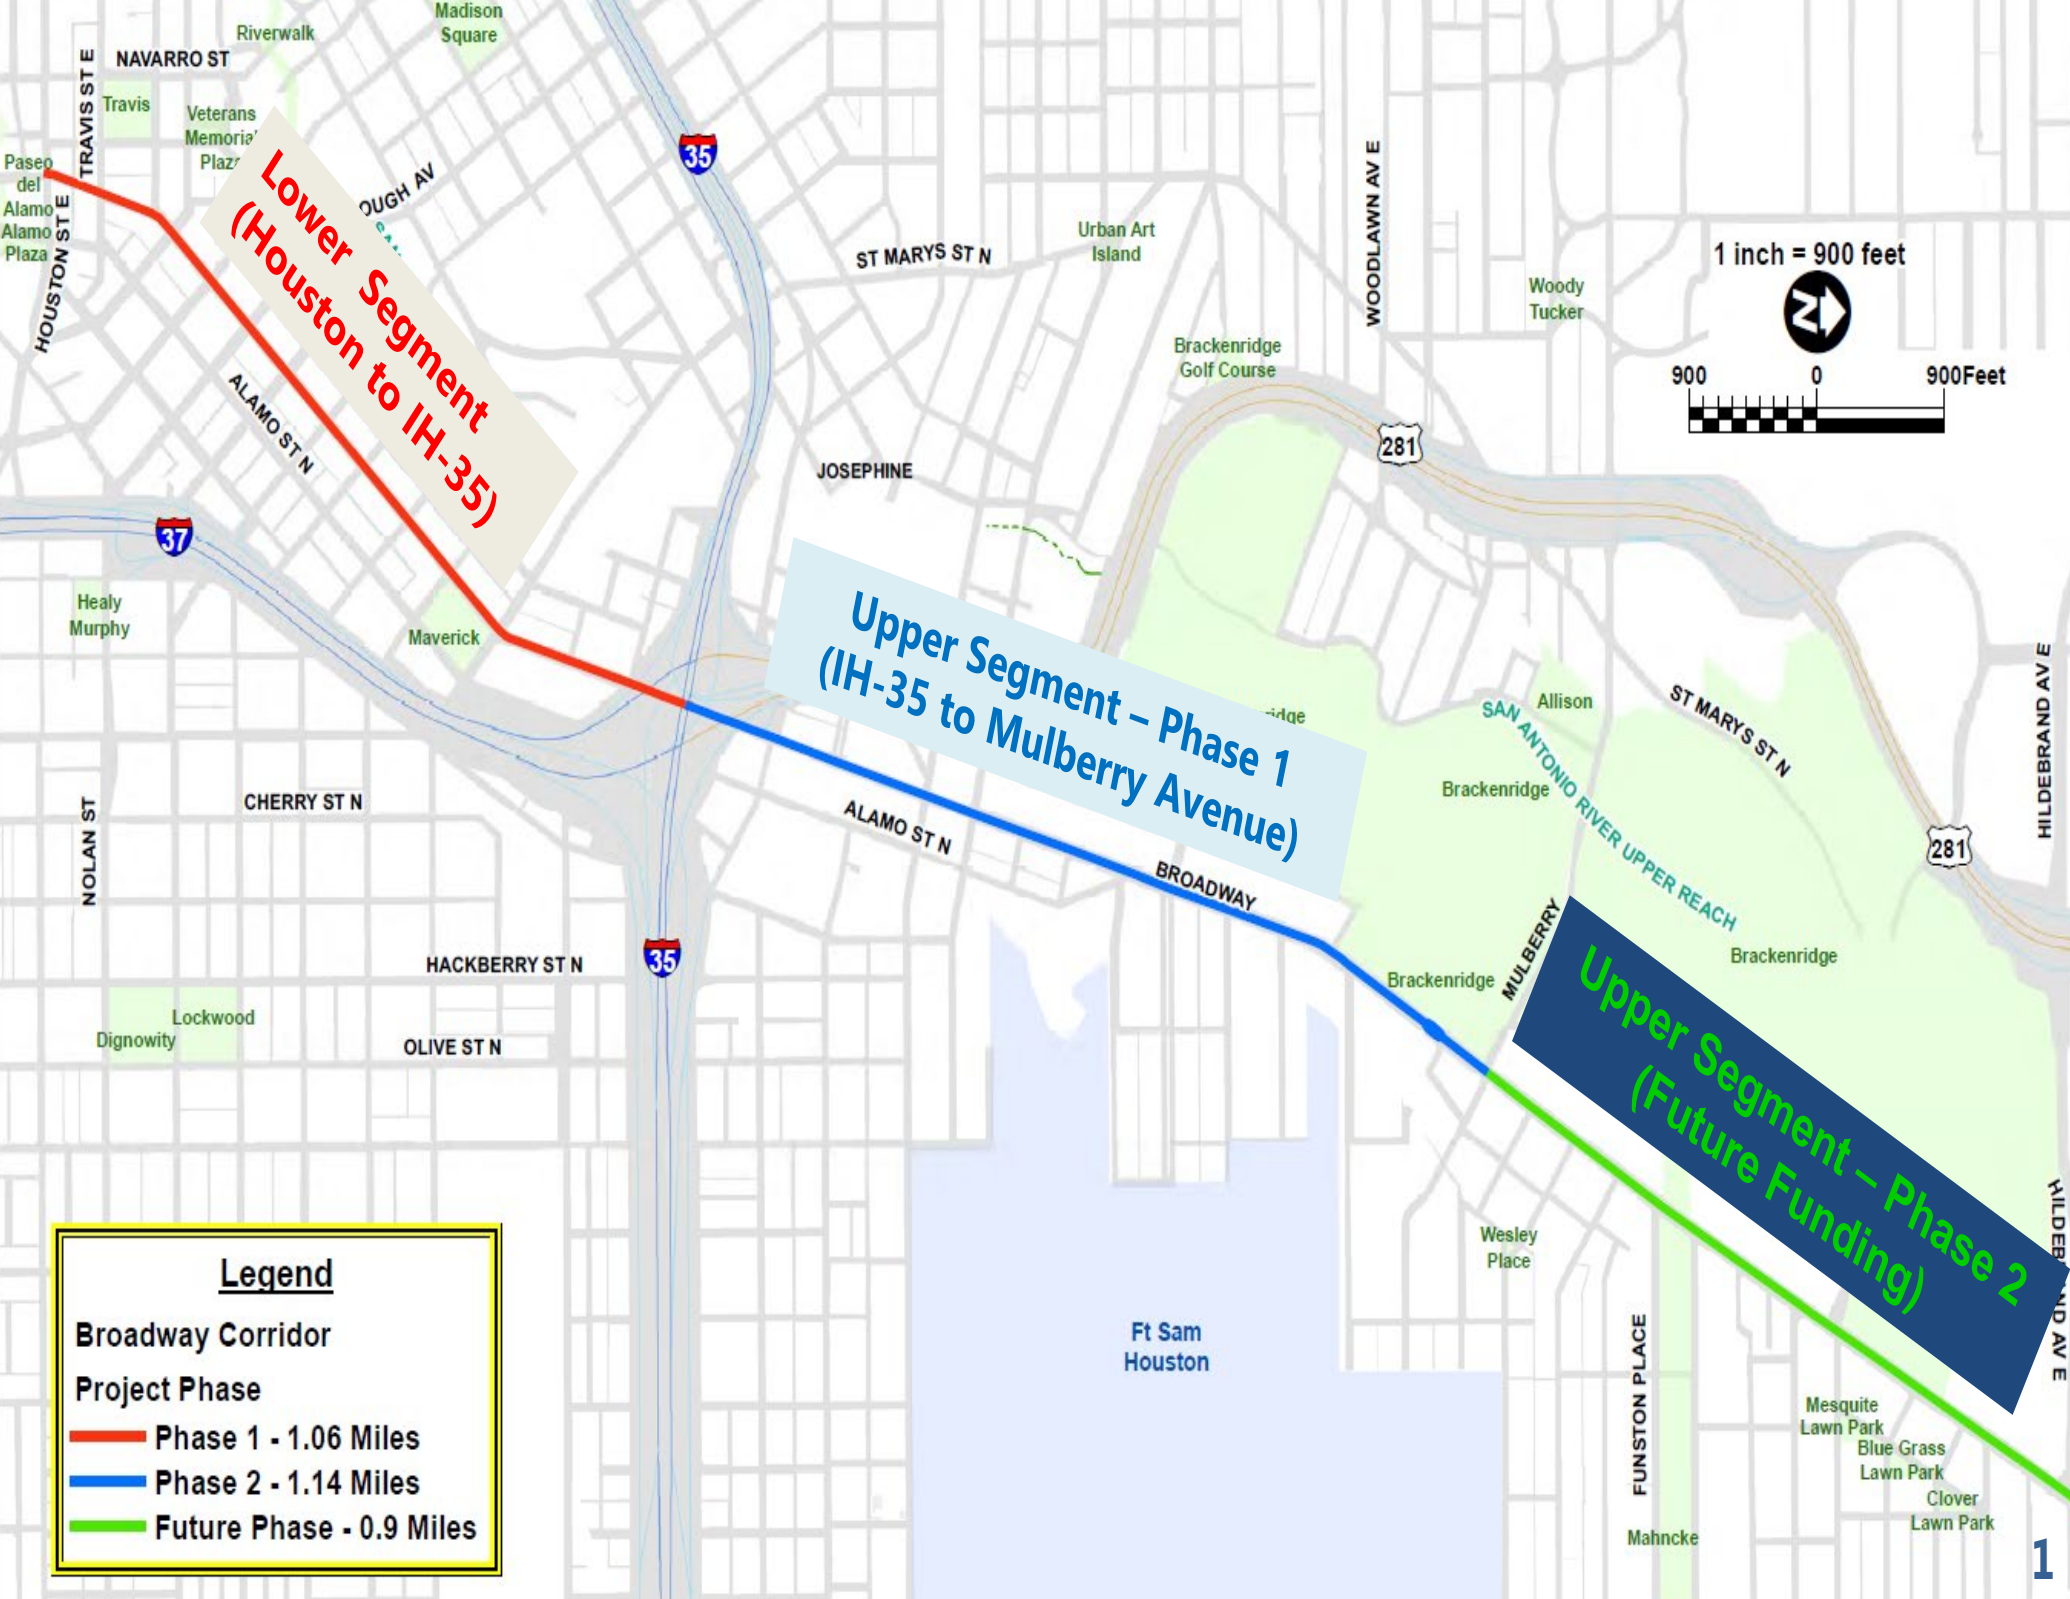 Madison
Square
Riverwalk
NAVARRO ST
TRAVIS ST E
Travis
Veterans
Memorial
Plaza
Paseo
del
Alamo
Alamo
Plaza
HOUSTON ST E
OUGH AV
Lower Segment
(Houston to IH-35)
35
ST MARYS ST N
Urban Art
Island
WOODLAWN AV E
Woody
Tucker
1 inch = 900 feet
N
900 0 900Feet
Brackenridge
Golf Course
281
ALAMO ST N
JOSEPHINE
37
Healy
Murphy
Maverick
Upper Segment – Phase 1
(IH-35 to Mulberry Avenue)
idge
Allison
SAN ANTONIO RIVER UPPER REACH
ST MARYS ST N
HILDEBRAND AV E
Brackenridge
281
NOLAN ST
CHERRY ST N
ALAMO ST N
BROADWAY
MULBERRY
Brackenridge
Brackenridge
HACKBERRY ST N
35
Lockwood
Dignowity
OLIVE ST N
Upper Segment – Phase 2
(Future Funding)
HILDEBRAND AV E
Wesley
Place
Ft Sam
Houston
FUNSTON PLACE
Mesquite
Lawn Park
Blue Grass
Lawn Park
Clover
Lawn Park
Mahncke
Legend
Broadway Corridor
Project Phase
Phase 1 - 1.06 Miles
Phase 2 - 1.14 Miles
Future Phase - 0.9 Miles
1